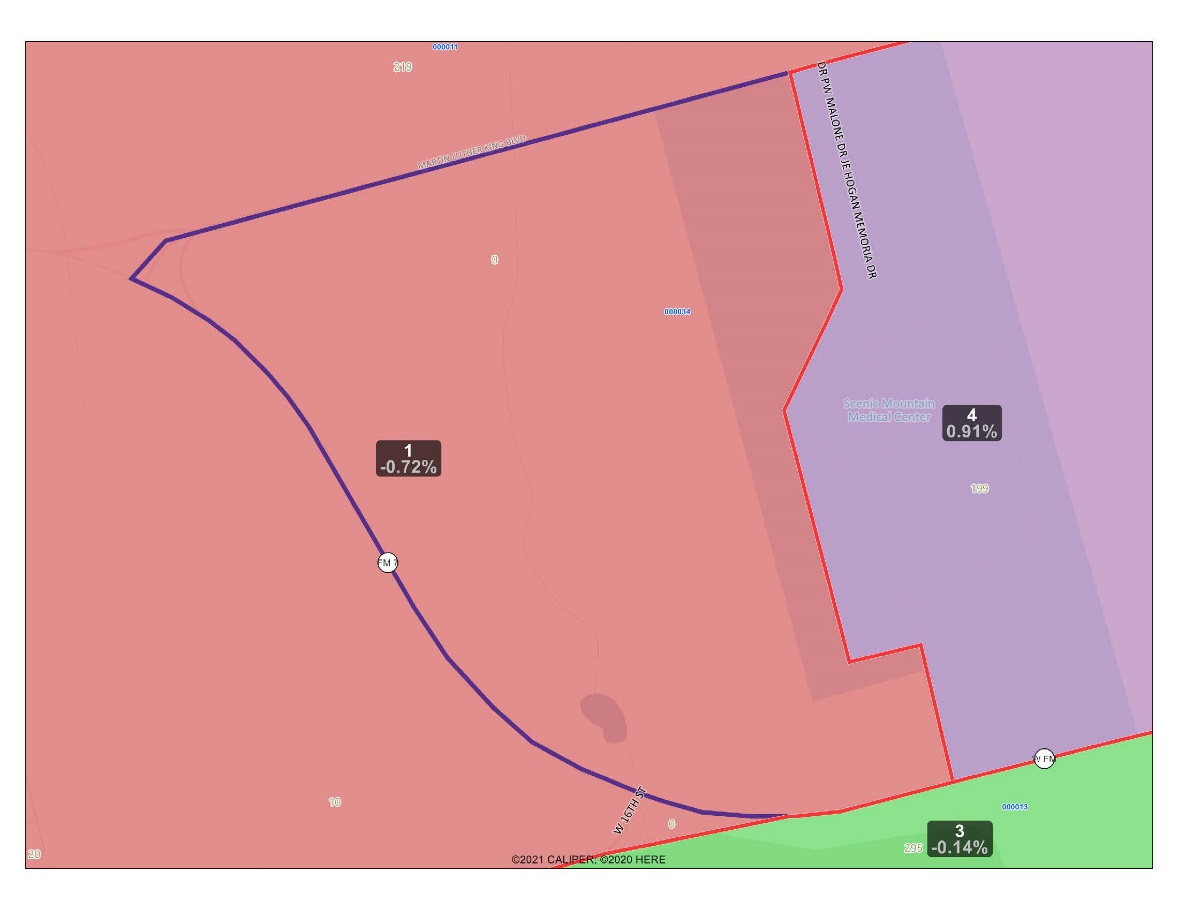 000011
219
MARTIN LUTHER KING BLVD
DR PW MALONE DR JE HOGAN MEMORIA DR
0
000034
Scenic Mountain
Medical Center
4
0.91%
1
-0.72%
199
FM 7
W FM
10
W 16TH ST
0
000013
3
-0.14%
295
20
©2021 CALIPER; ©2020 HERE